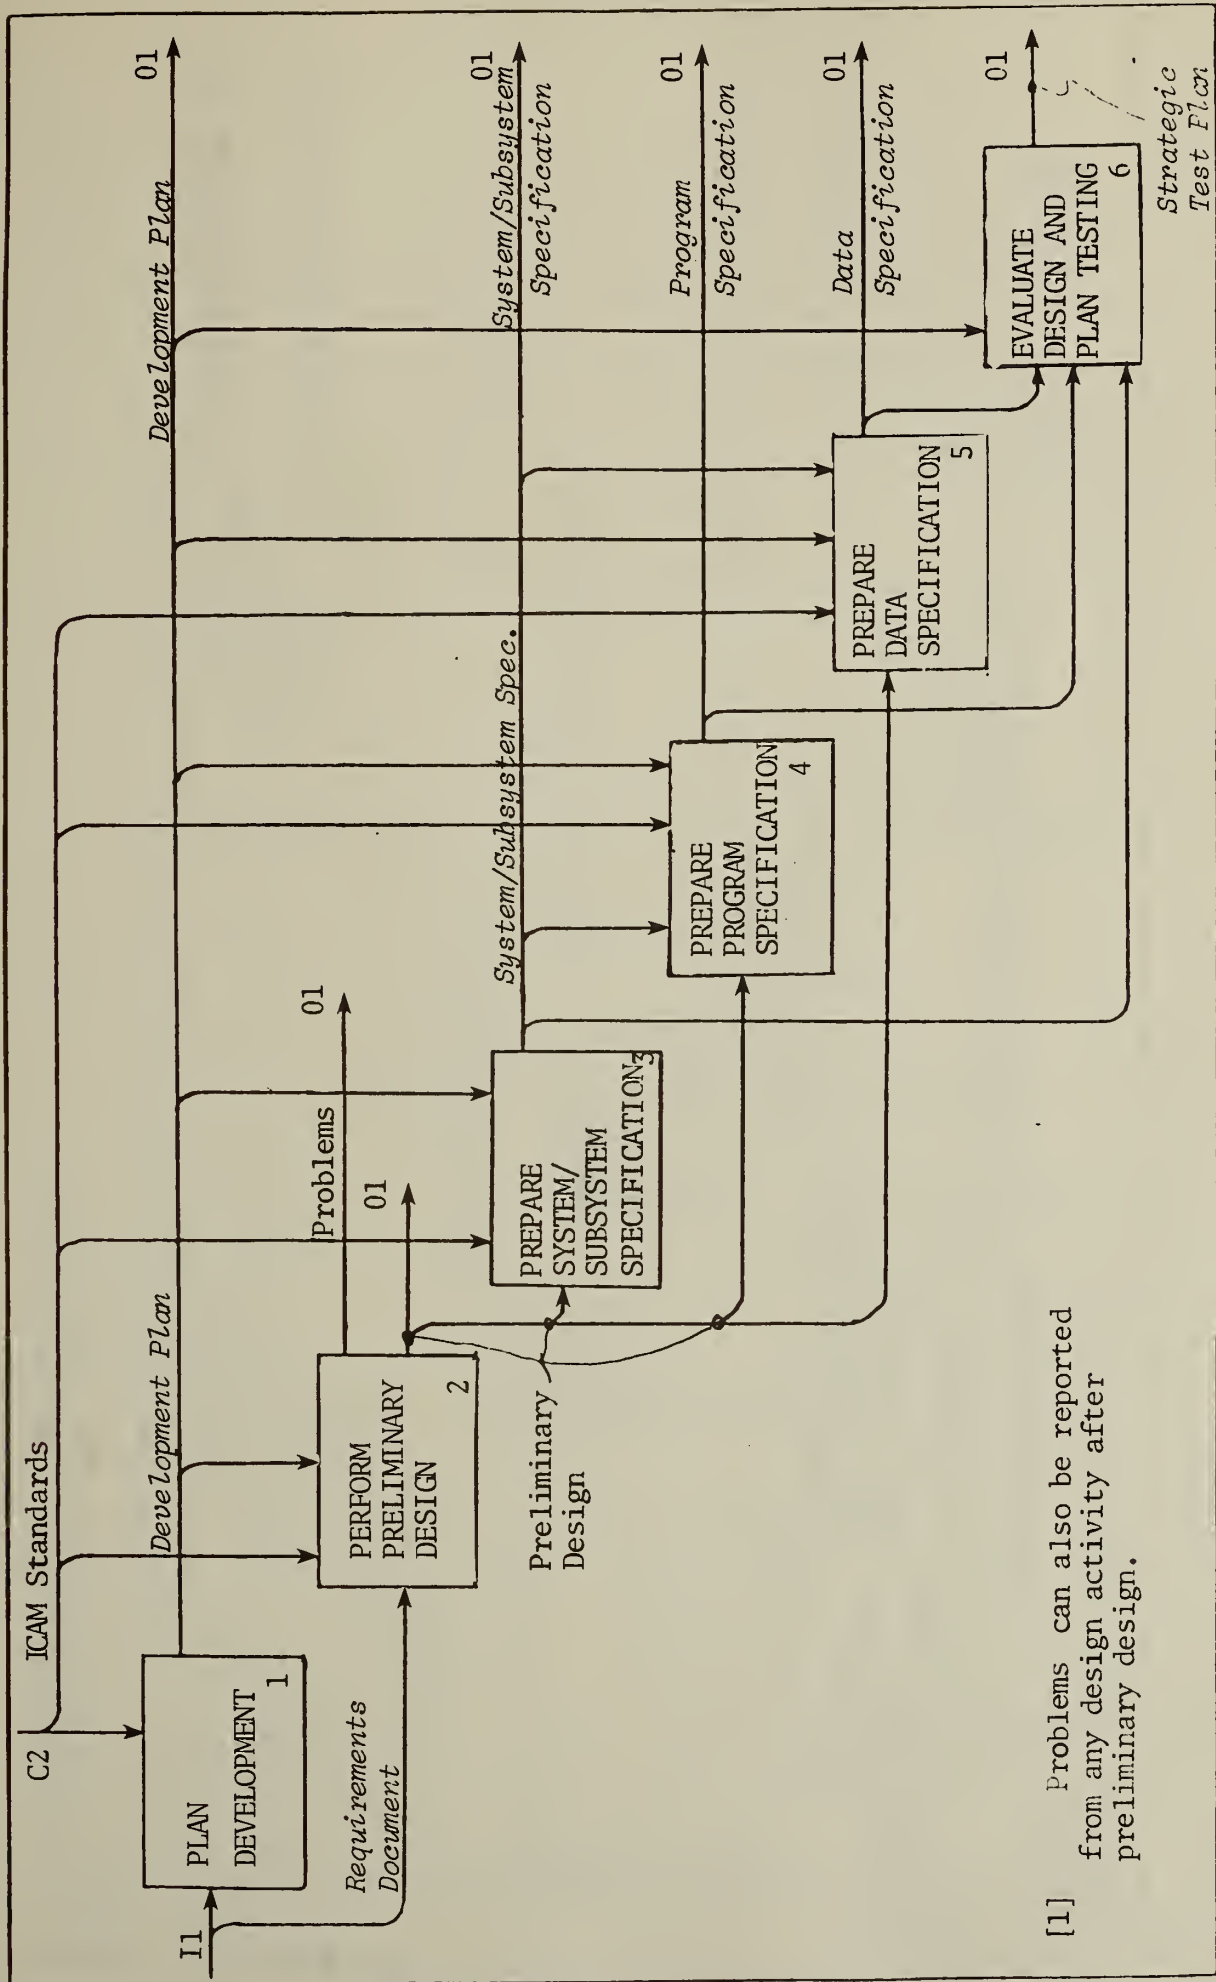 C2
ICAM Standards
I1
PLAN
DEVELOPMENT
1
Requirements
Document
Development Plan
Development Plan
O1
PERFORM
PRELIMINARY
DESIGN
2
Problems
O1
O1
Preliminary
Design
PREPARE
SYSTEM/
SUBSYSTEM
SPECIFICATION
3
System/Subsystem Spec.
System/Subsystem
Specification
O1
PREPARE
PROGRAM
SPECIFICATION
4
Program
Specification
O1
PREPARE
DATA
SPECIFICATION
5
Data
Specification
O1
EVALUATE
DESIGN AND
PLAN TESTING
6
O1
Strategic
Test Plan
[1] Problems can also be reported
from any design activity after
preliminary design.